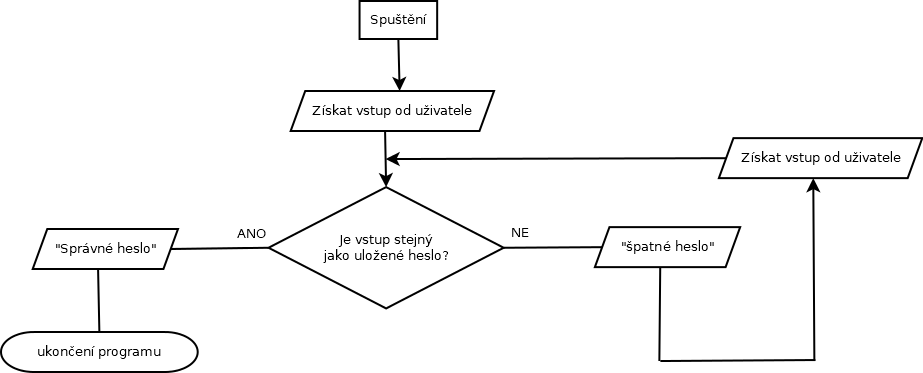 Spuštění
Získat vstup od uživatele
Získat vstup od uživatele
ANO
NE
"Správné heslo"
Je vstup stejný
jako uložené heslo?
"špatné heslo"
ukončení programu